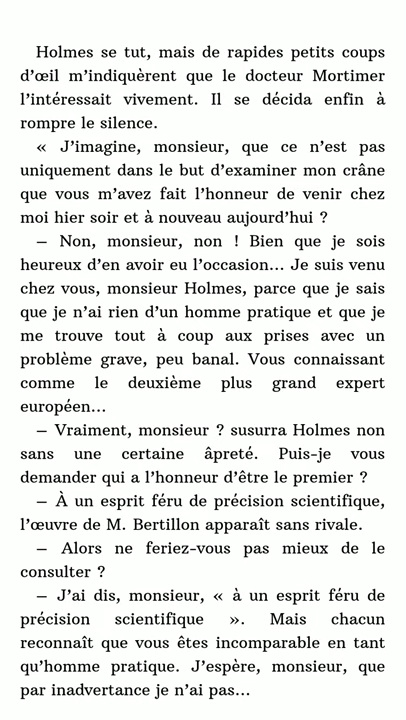 Holmes se tut, mais de rapides petits coups
d’œil m’indiquèrent que le docteur Mortimer
l’intéressait vivement. Il se décida enfin à
rompre le silence.
« J’imagine, monsieur, que ce n’est pas
uniquement dans le but d’examiner mon crâne
que vous m’avez fait l’honneur de venir chez
moi hier soir et à nouveau aujourd’hui ?
– Non, monsieur, non ! Bien que je sois
heureux d’en avoir eu l’occasion... Je suis venu
chez vous, monsieur Holmes, parce que je sais
que je n’ai rien d’un homme pratique et que je
me trouve tout à coup aux prises avec un
problème grave, peu banal. Vous connaissant
comme le deuxième plus grand expert
européen...
– Vraiment, monsieur ? susurra Holmes non
sans une certaine âpreté. Puis-je vous
demander qui a l’honneur d’être le premier ?
– À un esprit féru de précision scientifique,
l’œuvre de M. Bertillon apparaît sans rivale.
– Alors ne feriez-vous pas mieux de le
consulter ?
– J’ai dis, monsieur, « à un esprit féru de
précision scientifique ». Mais chacun
reconnaît que vous êtes incomparable en tant
qu’homme pratique. J’espère, monsieur, que
par inadvertance je n’ai pas...